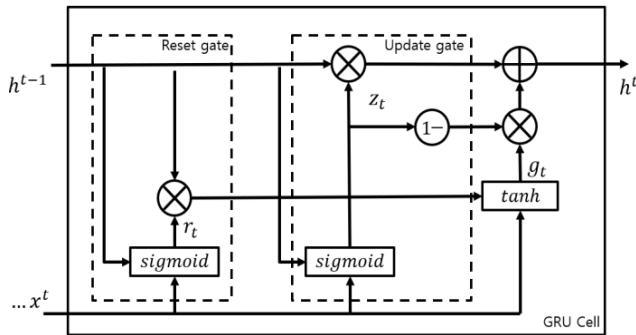 Reset gate
Update gate
h^{t-1}
h^t
z_t
1−
g_t
tanh
r_t
sigmoid
sigmoid
...x^t
GRU Cell